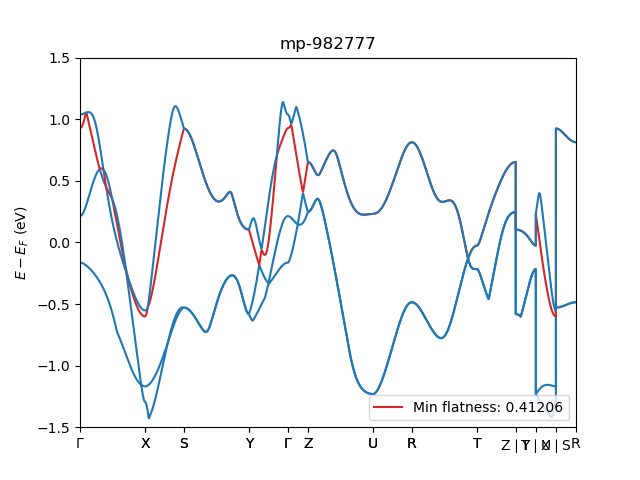 mp-982777
E − E_F (eV)
1.5
1.0
0.5
0.0
−0.5
−1.0
−1.5
Min flatness: 0.41206
Γ X S Y Γ Z U R T Z | Y | X | S R